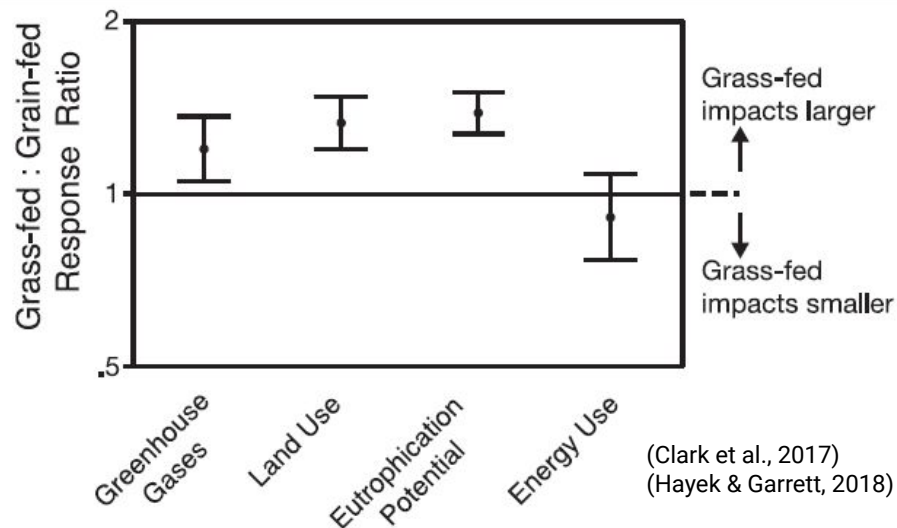 Grass-fed : Grain-fed
Response Ratio
2
1
.5
Grass-fed
impacts larger
Grass-fed
impacts smaller
Greenhouse
Gases
Land Use
Eutrophication
Potential
Energy Use
(Clark et al., 2017)
(Hayek & Garrett, 2018)